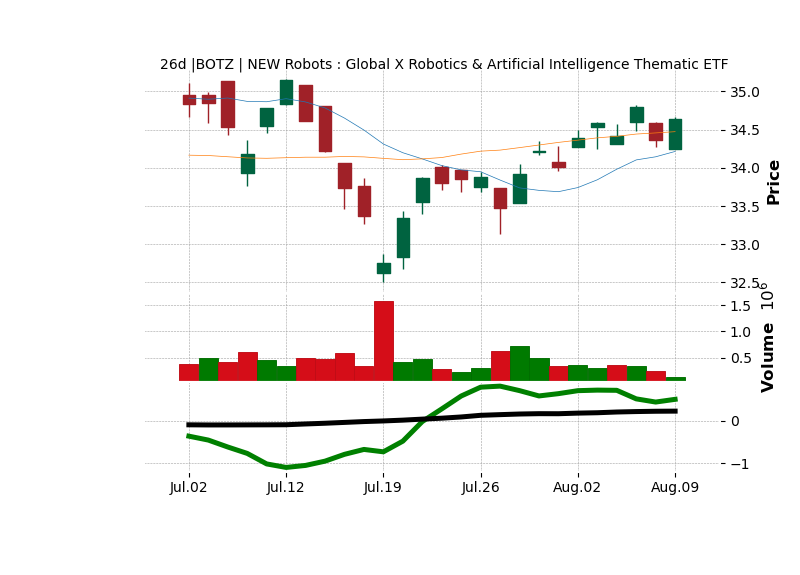 26d |BOTZ | NEW Robots : Global X Robotics & Artificial Intelligence Thematic ETF
35.0
34.5
34.0
33.5
33.0
32.5
Price
1.5
1.0
0.5
Volume 10⁶
0
−1
Jul.02 Jul.12 Jul.19 Jul.26 Aug.02 Aug.09